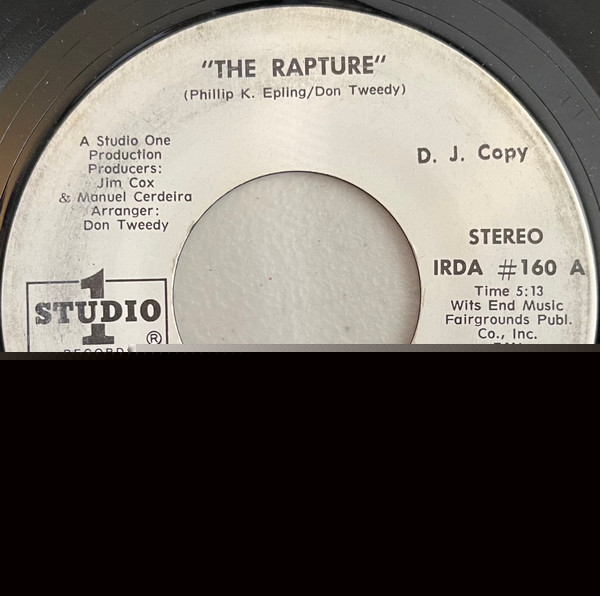 "THE RAPTURE"
(Phillip K. Epling/Don Tweedy)
A Studio One
Production
Producers:
Jim Cox
& Manuel Cerdeira
Arranger:
Don Tweedy
D. J. Copy
STEREO
IRDA #160 A
Time 5:13
Wits End Music
Fairgrounds Publ.
Co., Inc.
1
STUDIO
®